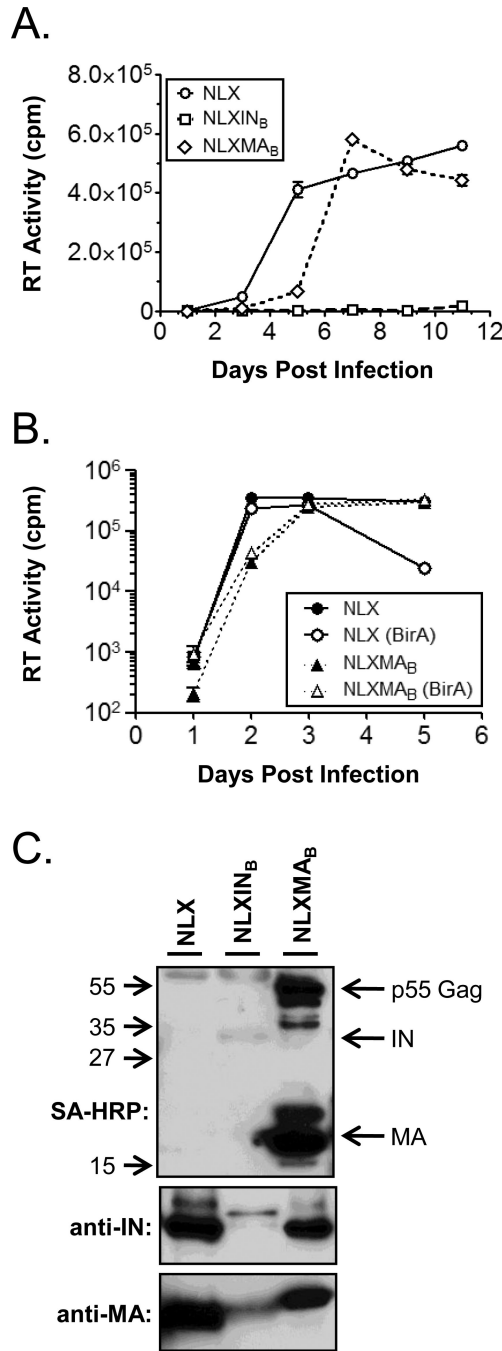 A.
RT Activity (cpm)
8.0×10⁵
6.0×10⁵
4.0×10⁵
2.0×10⁵
0
NLX
NLXIN_B
NLXMA_B
0 2 4 6 8 10 12
Days Post Infection
B.
RT Activity (cpm)
10⁶
10⁵
10⁴
10³
10²
NLX
NLX (BirA)
NLXMA_B
NLXMA_B (BirA)
0 1 2 3 4 5 6
Days Post Infection
C.
NLX
NLXIN_B
NLXMA_B
55
p55 Gag
35
IN
27
SA-HRP:
MA
15
anti-IN:
anti-MA: